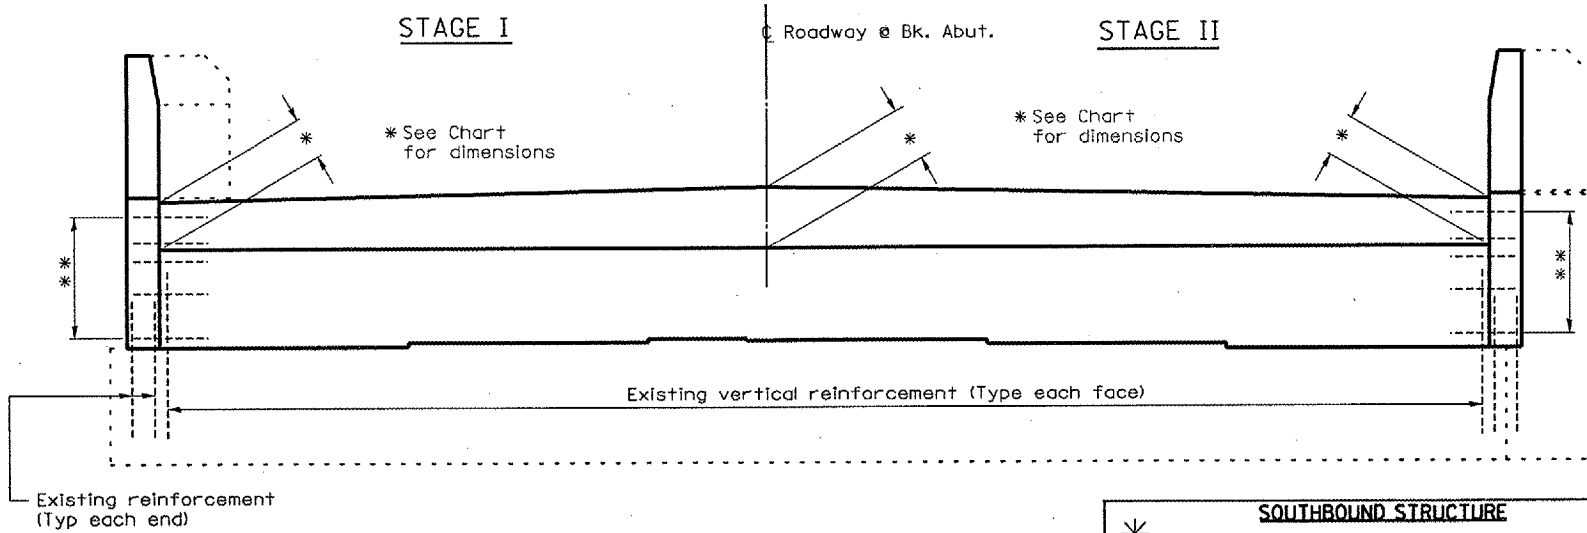 STAGE I
℄ Roadway @ Bk. Abut.
STAGE II
* See Chart
for dimensions
*
* See Chart
for dimensions
*
*
**
**
Existing vertical reinforcement (Type each face)
Existing reinforcement
(Typ each end)
SOUTHBOUND STRUCTURE
*